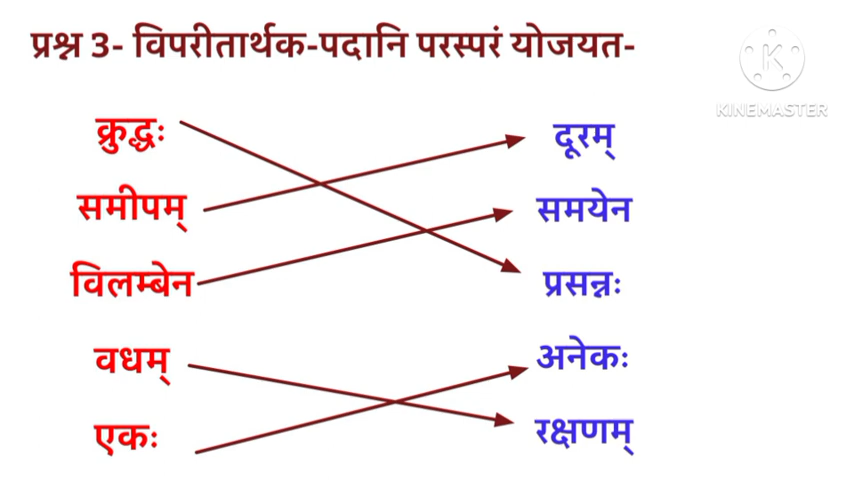 प्रश्न 3- विपरीतार्थक-पदानि परस्परं योजयत-
KINEMASTER
क्रुद्धः दूरम्
समीपम् समयेन
विलम्बेन प्रसन्नः
वधम् अनेकः
एकः रक्षणम्